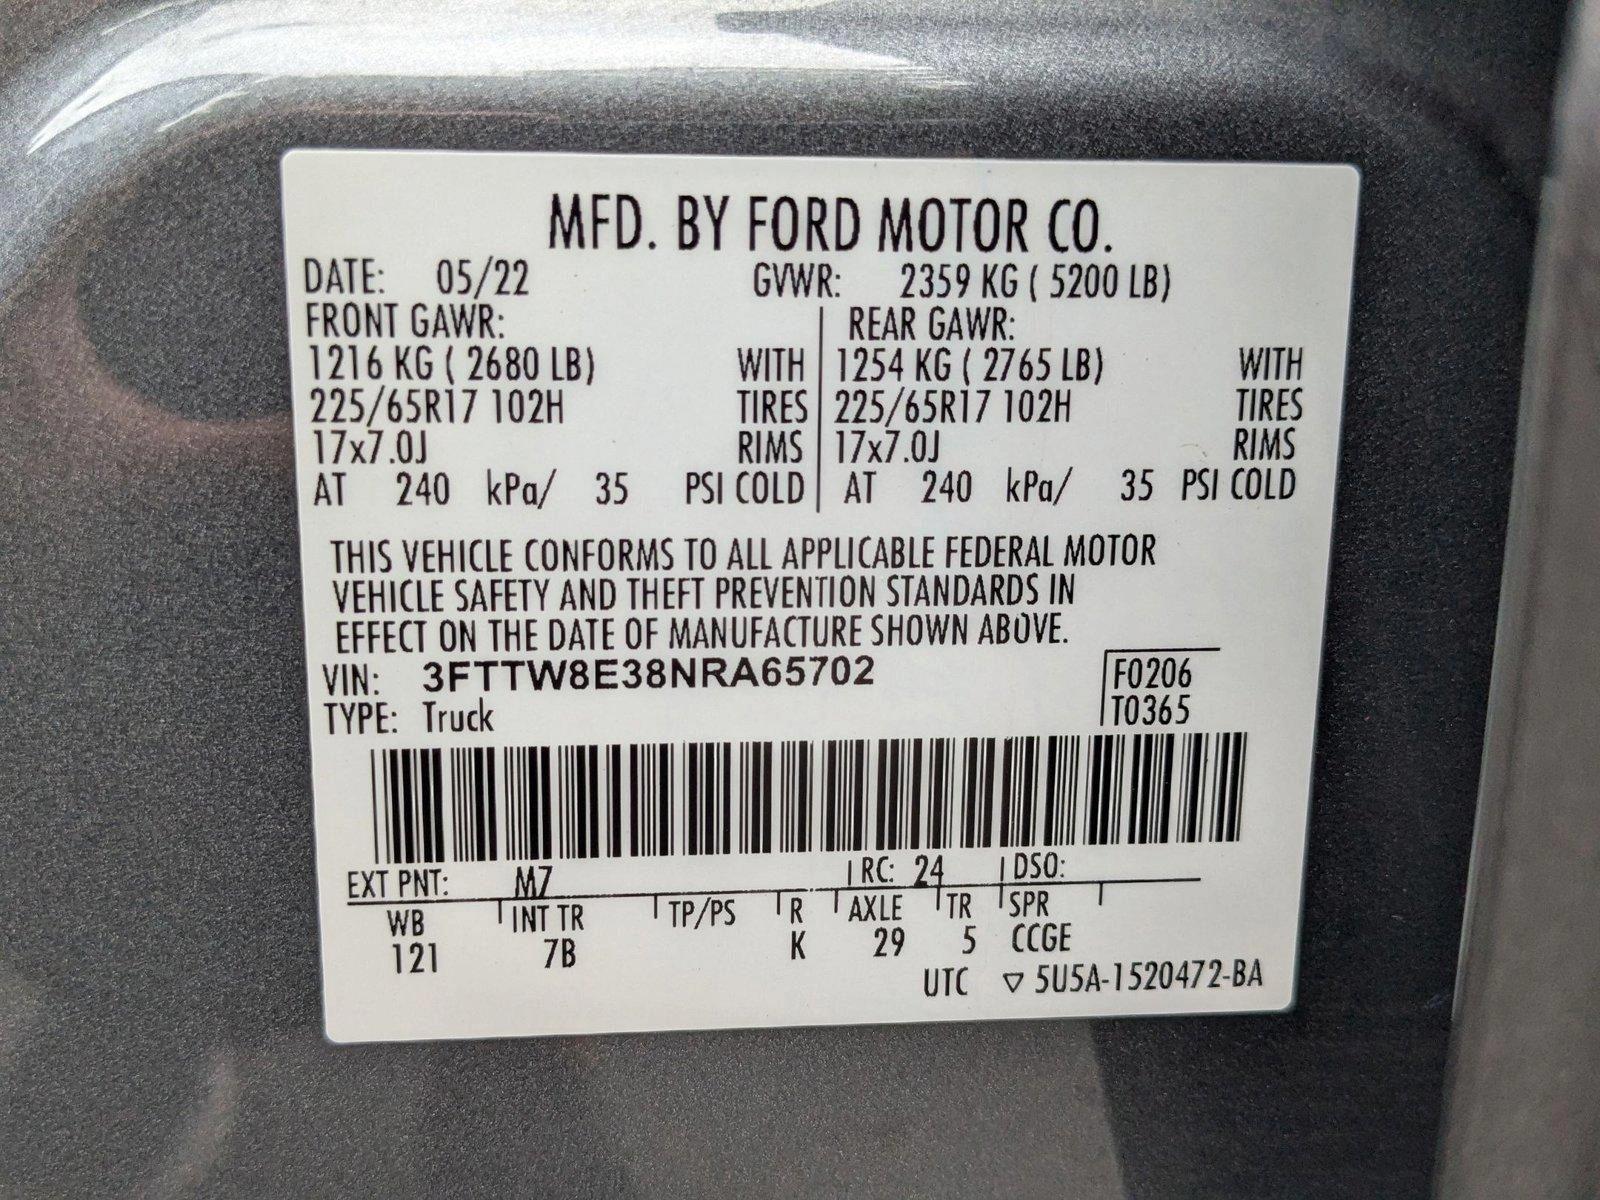 MFD. BY FORD MOTOR CO.
DATE: 05/22 GVWR: 2359 KG ( 5200 LB)
FRONT GAWR: REAR GAWR:
1216 KG ( 2680 LB) WITH 1254 KG ( 2765 LB) WITH
225/65R17 102H TIRES 225/65R17 102H TIRES
17x7.0J RIMS 17x7.0J RIMS
AT 240 kPa/ 35 PSI COLD AT 240 kPa/ 35 PSI COLD
THIS VEHICLE CONFORMS TO ALL APPLICABLE FEDERAL MOTOR
VEHICLE SAFETY AND THEFT PREVENTION STANDARDS IN
EFFECT ON THE DATE OF MANUFACTURE SHOWN ABOVE.
VIN: 3FTTW8E38NRA65702 F0206
TYPE: Truck T0365
EXT PNT: M7 RC: 24 DSO:
WB INT TR TP/PS R AXLE TR SPR
121 7B K 29 5 CCGE
UTC ▽ 5U5A-1520472-BA